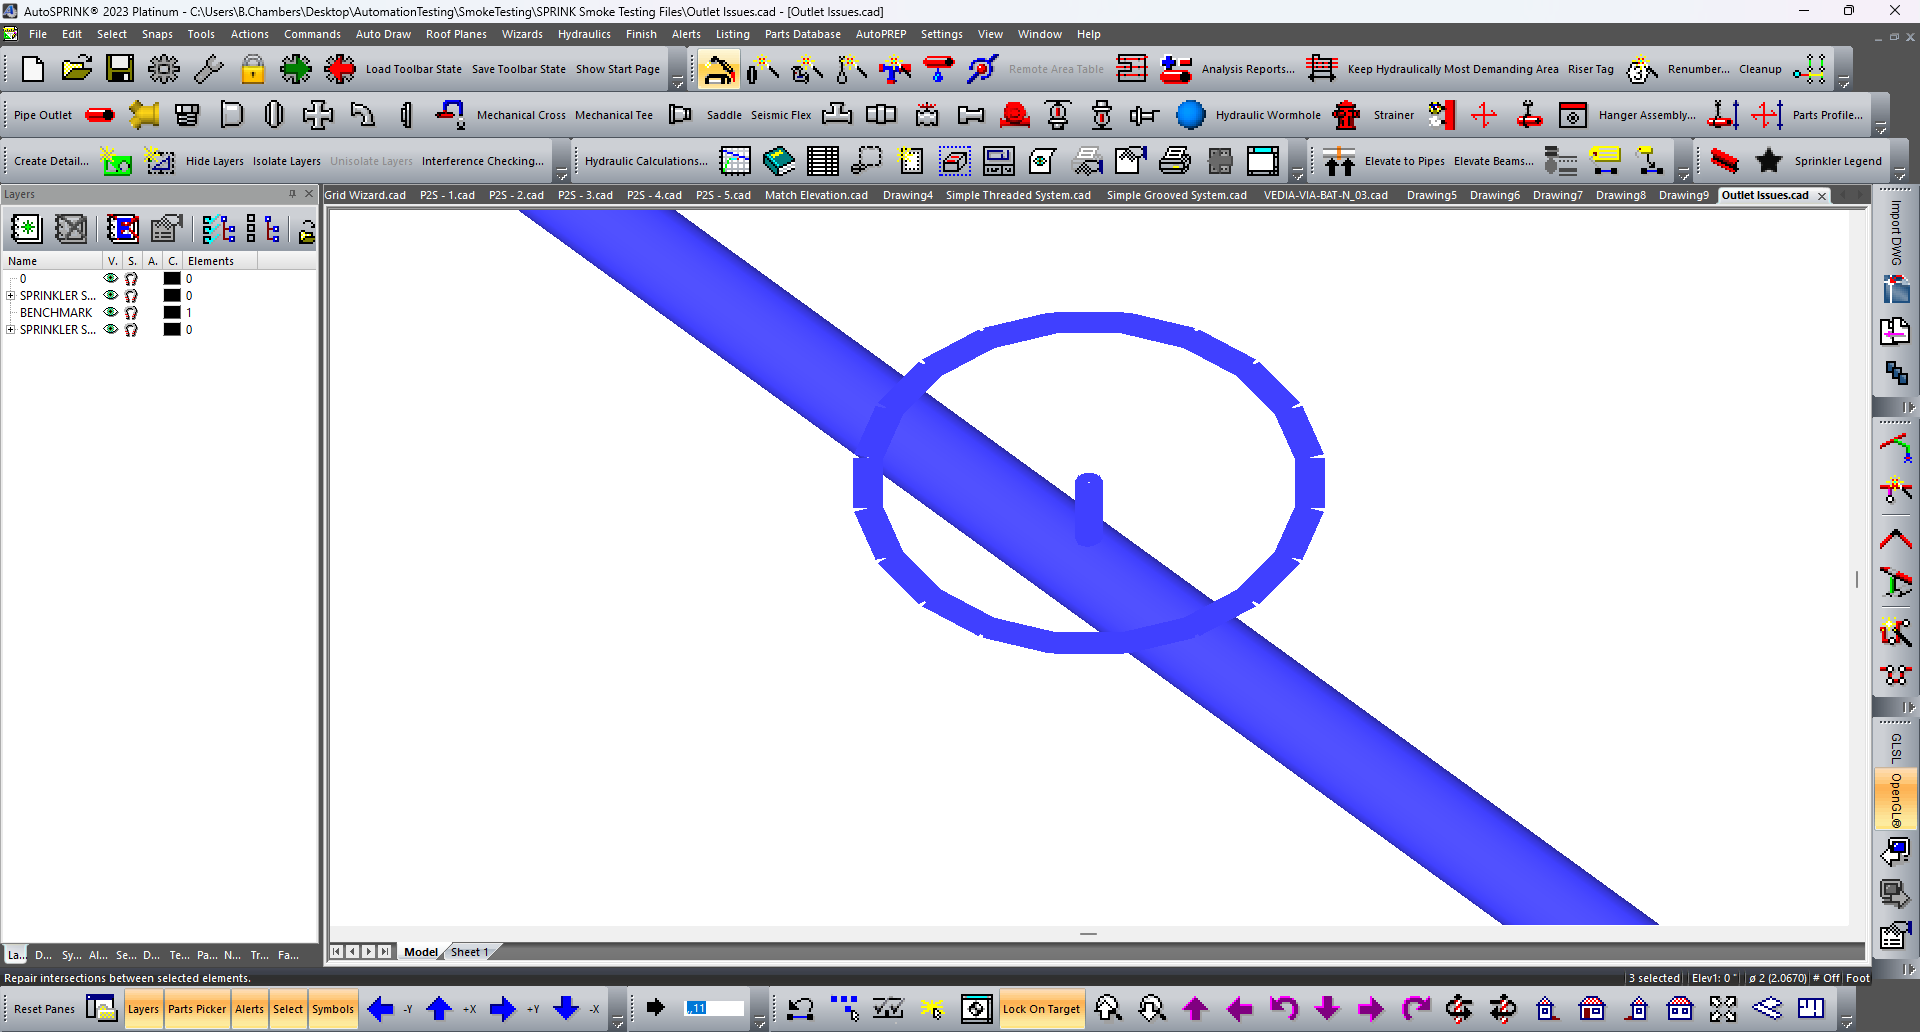 AutoSPRINK® 2023 Platinum - C:\Users\B.Chambers\Desktop\AutomationTesting\SmokeTesting\SPRINK Smoke Testing Files\Outlet Issues.cad - [Outlet Issues.cad]
File Edit Select Snaps Tools Actions Commands Auto Draw Roof Planes Wizards Hydraulics Finish Alerts Listing Parts Database AutoPREP Settings View Window Help
Load Toolbar State Save Toolbar State Show Start Page Remote Area Table Analysis Reports... Keep Hydraulically Most Demanding Area Riser Tag Renumber... Cleanup
Pipe Outlet Mechanical Cross Mechanical Tee Saddle Seismic Flex Hydraulic Wormhole Strainer Hanger Assembly... Parts Profile...
Create Detail... Hide Layers Isolate Layers Unisolate Layers Interference Checking... Hydraulic Calculations... Elevate to Pipes Elevate Beams... Sprinkler Legend
Layers
Grid Wizard.cad P2S - 1.cad P2S - 2.cad P2S - 3.cad P2S - 4.cad P2S - 5.cad Match Elevation.cad Drawing4 Simple Threaded System.cad Simple Grooved System.cad VEDIA-VIA-BAT-N_03.cad Drawing5 Drawing6 Drawing7 Drawing8 Drawing9 Outlet Issues.cad
Import DWG
Name V. S. A. C. Elements
0 0
SPRINKLER S... 0
BENCHMARK 1
SPRINKLER S... 0
GLSL
OpenGL®
La... D... Sy... Al... Se... D... Te... Pa... N... Tr... Fa...
Model Sheet 1
Repair intersections between selected elements.
3 selected Elev1: 0 " ø 2 (2.0670) # Off Foot
Reset Panes Layers Parts Picker Alerts Select Symbols -Y +X +Y -X ,,11 Lock On Target